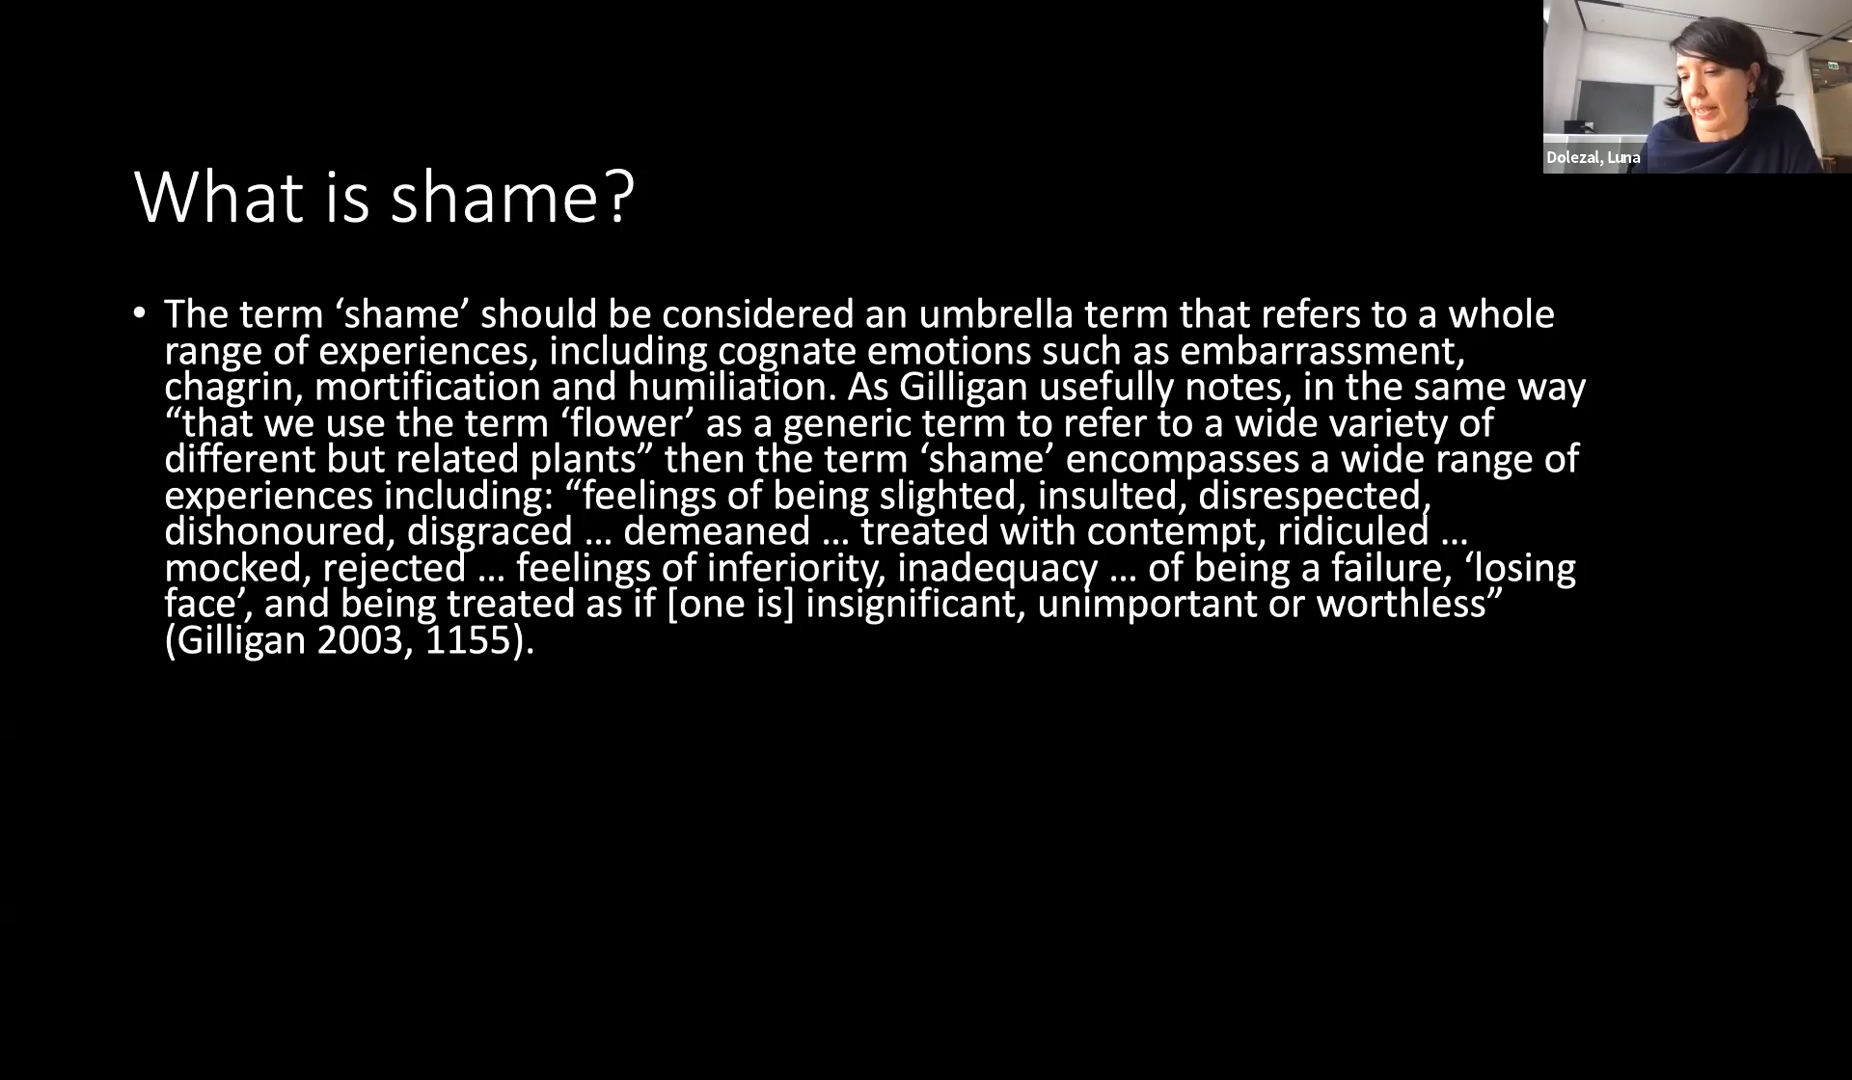 Dolezal, Luna
What is shame?
• The term ‘shame’ should be considered an umbrella term that refers to a whole
range of experiences, including cognate emotions such as embarrassment,
chagrin, mortification and humiliation. As Gilligan usefully notes, in the same way
“that we use the term ‘flower’ as a generic term to refer to a wide variety of
different but related plants” then the term ‘shame’ encompasses a wide range of
experiences including: “feelings of being slighted, insulted, disrespected,
dishonoured, disgraced … demeaned … treated with contempt, ridiculed …
mocked, rejected … feelings of inferiority, inadequacy … of being a failure, ‘losing
face’, and being treated as if [one is] insignificant, unimportant or worthless”
(Gilligan 2003, 1155).